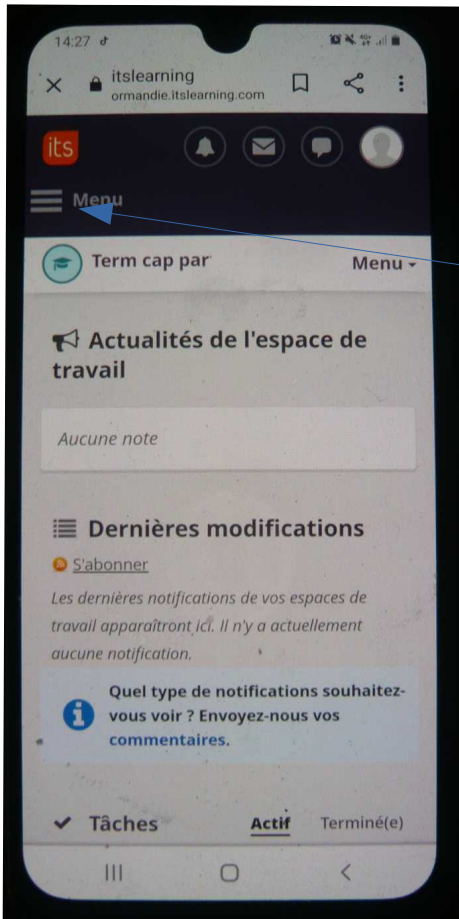 14:27
itslearning
ormandie.itslearning.com
its
Menu
Term cap par
Menu
Actualités de l'espace de
travail
Aucune note
Dernières modifications
S'abonner
Les dernières notifications de vos espaces de
travail apparaîtront ici. Il n'y a actuellement
aucune notification.
Quel type de notifications souhaitez-
vous voir ? Envoyez-nous vos
commentaires.
Tâches
Actif
Terminé(e)